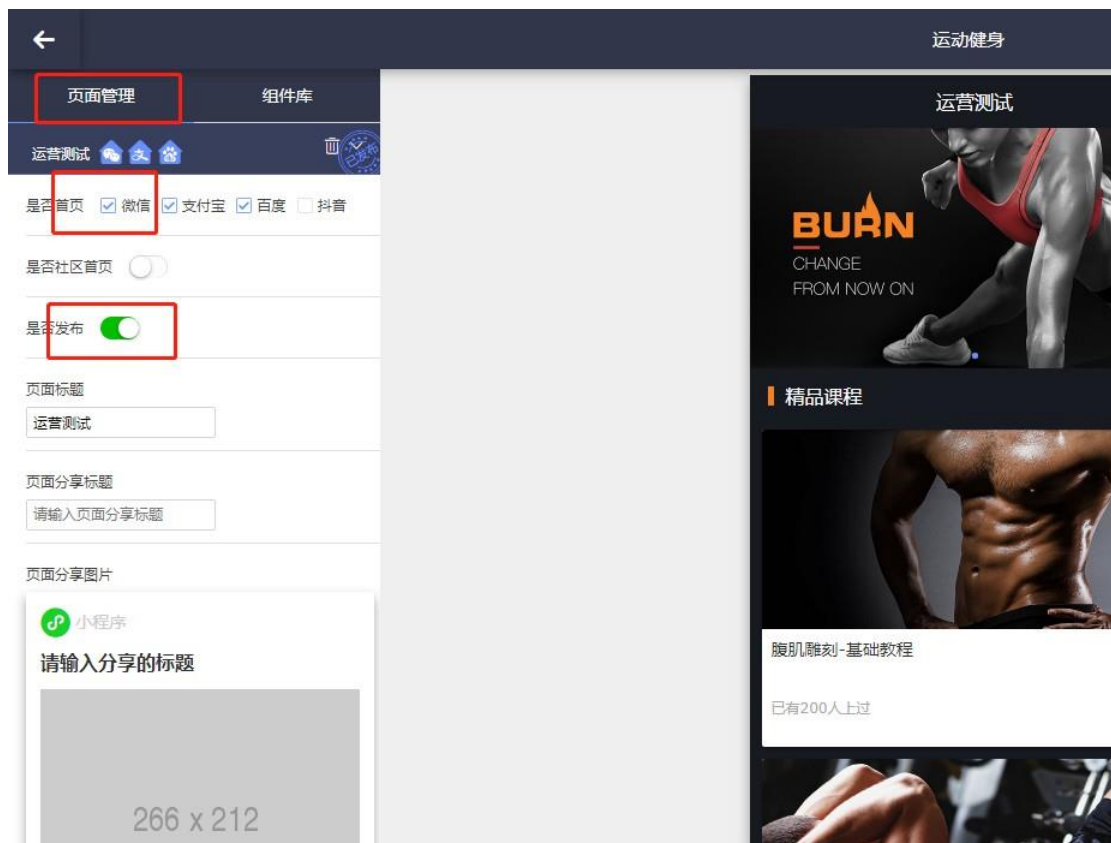 运动健身
页面管理 组件库
运营测试 支 已发布
是否首页 微信 支付宝 百度 抖音
是否社区首页
是否发布
页面标题
运营测试
页面分享标题
请输入页面分享标题
页面分享图片
小程序
请输入分享的标题
266 x 212
运营测试
BURN
CHANGE
FROM NOW ON
精品课程
腹肌雕刻-基础教程
已有200人上过